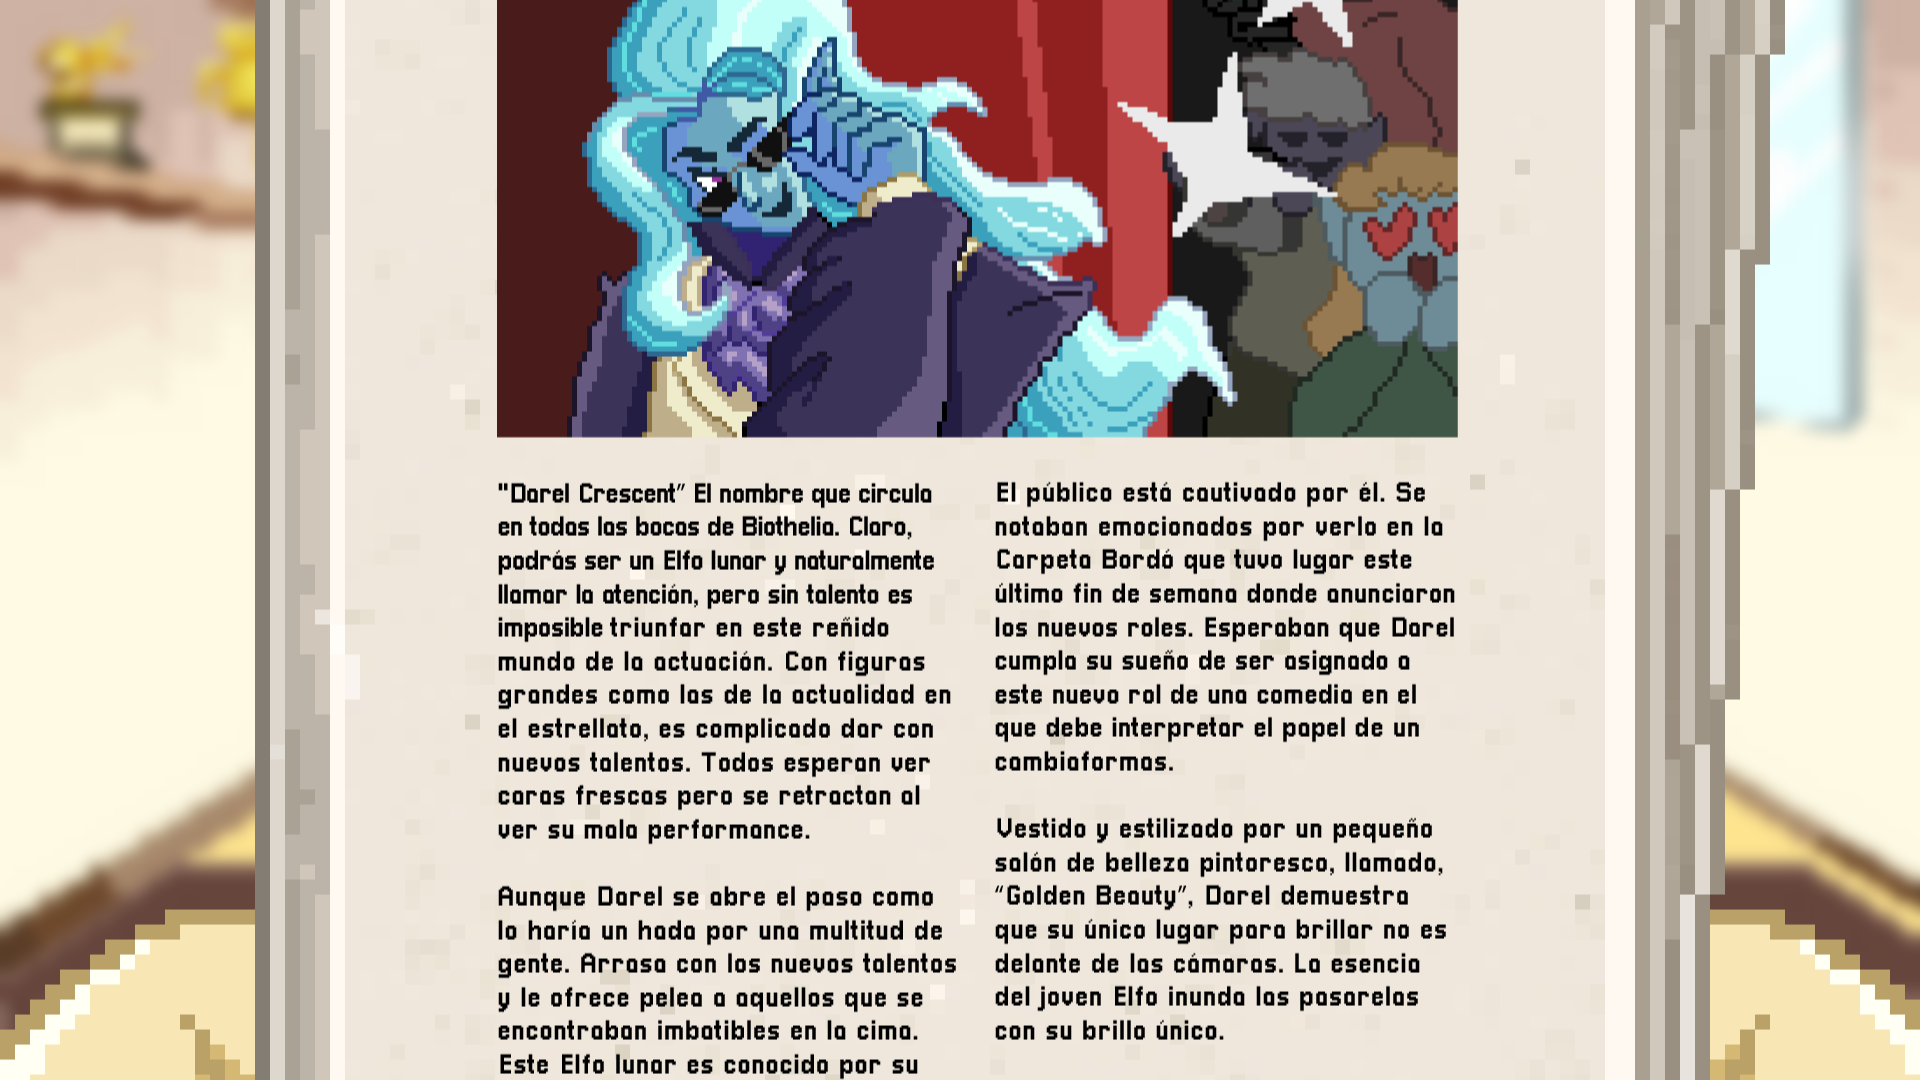 "Darel Crescent” El nombre que circula
en todas las bocas de Biothelia. Claro,
podrás ser un Elfo lunar y naturalmente
llamar la atención, pero sin talento es
imposible triunfar en este reñido
mundo de la actuación. Con figuras
grandes como las de la actualidad en
el estrellato, es complicado dar con
nuevos talentos. Todos esperan ver
caras frescas pero se retractan al
ver su mala performance.
Aunque Darel se abre el paso como
lo haría un hada por una multitud de
gente. Arrasa con los nuevos talentos
y le ofrece pelea a aquellos que se
encontraban imbatibles en la cima.
Este Elfo lunar es conocido por su
El público está cautivado por él. Se
notaban emocionados por verlo en la
Carpeta Bordó que tuvo lugar este
último fin de semana donde anunciaron
los nuevos roles. Esperaban que Darel
cumpla su sueño de ser asignado a
este nuevo rol de una comedia en el
que debe interpretar el papel de un
cambiaformas.
Vestido y estilizado por un pequeño
salón de belleza pintoresco, llamado,
“Golden Beauty”, Darel demuestra
que su único lugar para brillar no es
delante de las cámaras. La esencia
del joven Elfo inunda las pasarelas
con su brillo único.